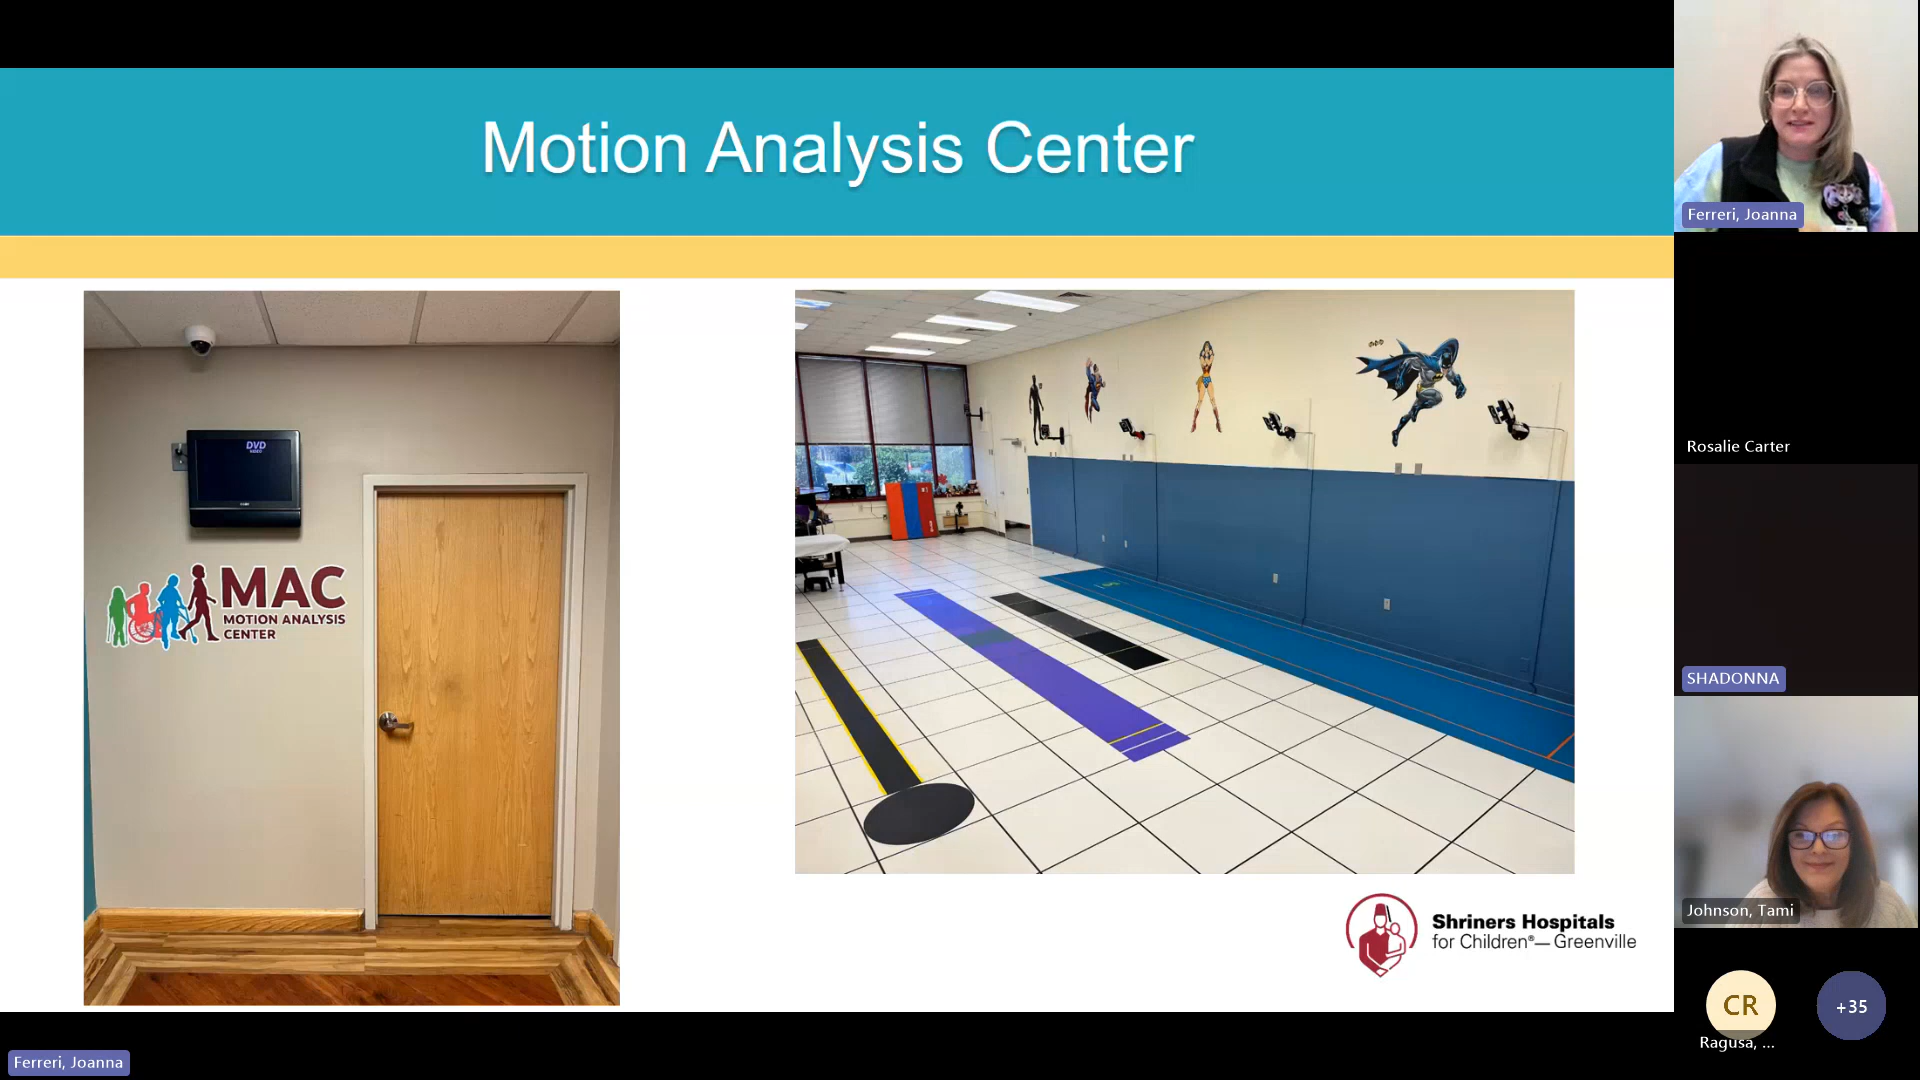 Motion Analysis Center
DVD
VIDEO
MAC
MOTION ANALYSIS
CENTER
Shriners Hospitals
for Children®— Greenville
Ferreri, Joanna
Rosalie Carter
SHADONNA
Johnson, Tami
CR
+35
Ragusa, ...
Ferreri, Joanna